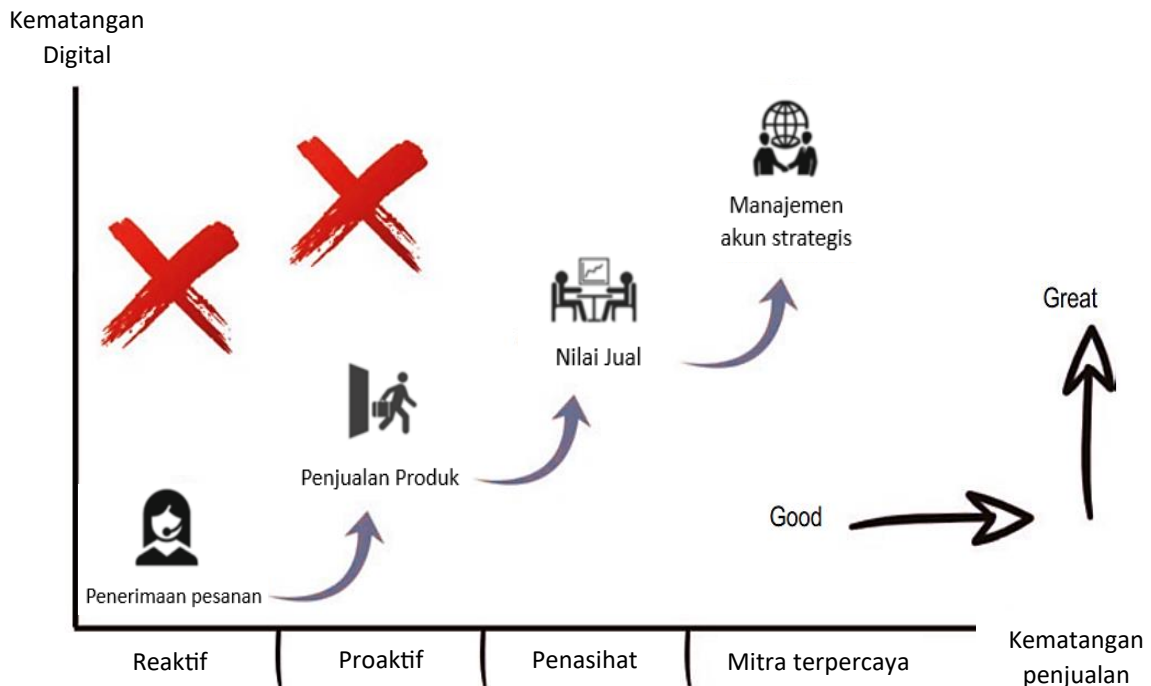 Kematangan
Digital
Manajemen
akun strategis
Great
Nilai Jual
Penjualan Produk
Good
Penerimaan pesanan
Reaktif
Proaktif
Penasihat
Mitra terpercaya
Kematangan
penjualan